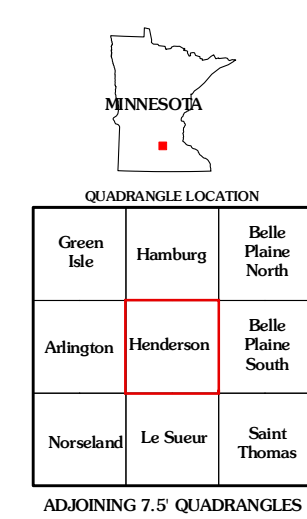 MINNESOTA
QUADRANGLE LOCATION
Green
Isle
Hamburg
Belle
Plaine
North
Arlington
Henderson
Belle
Plaine
South
Norseland
Le Sueur
Saint
Thomas
ADJOINING 7.5' QUADRANGLES